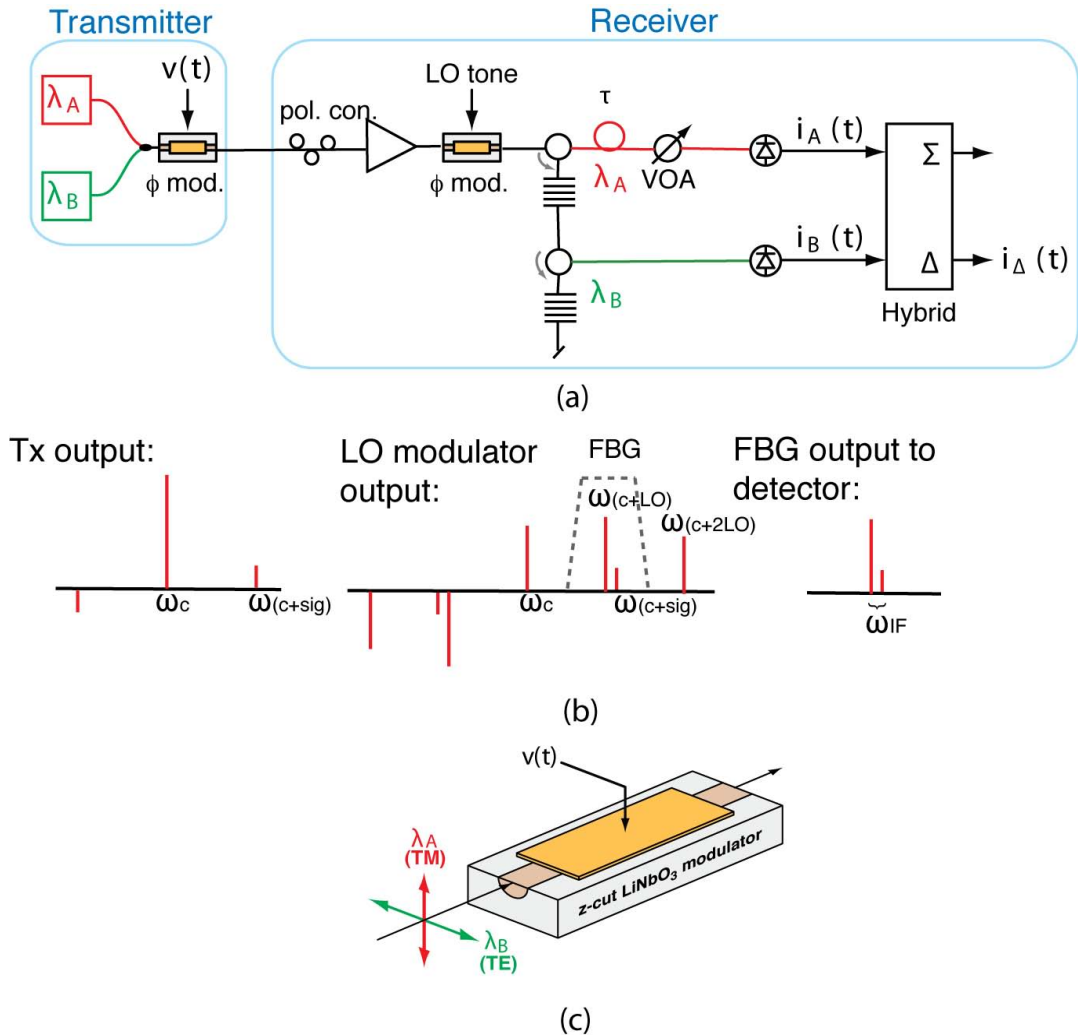 Transmitter
Receiver
v(t)
LO tone
λA
pol. con.
τ
iA (t)
Σ
λA
VOA
ϕ mod.
ϕ mod.
λB
iB (t)
Δ
iΔ (t)
λB
Hybrid
(a)
Tx output:
LO modulator
output:
FBG
FBG output to
detector:
ω(c+LO)
ω(c+2LO)
ωc
ω(c+sig)
ωc
ω(c+sig)
ωIF
(b)
v(t)
λA
(TM)
z-cut LiNbO3 modulator
λB
(TE)
(c)